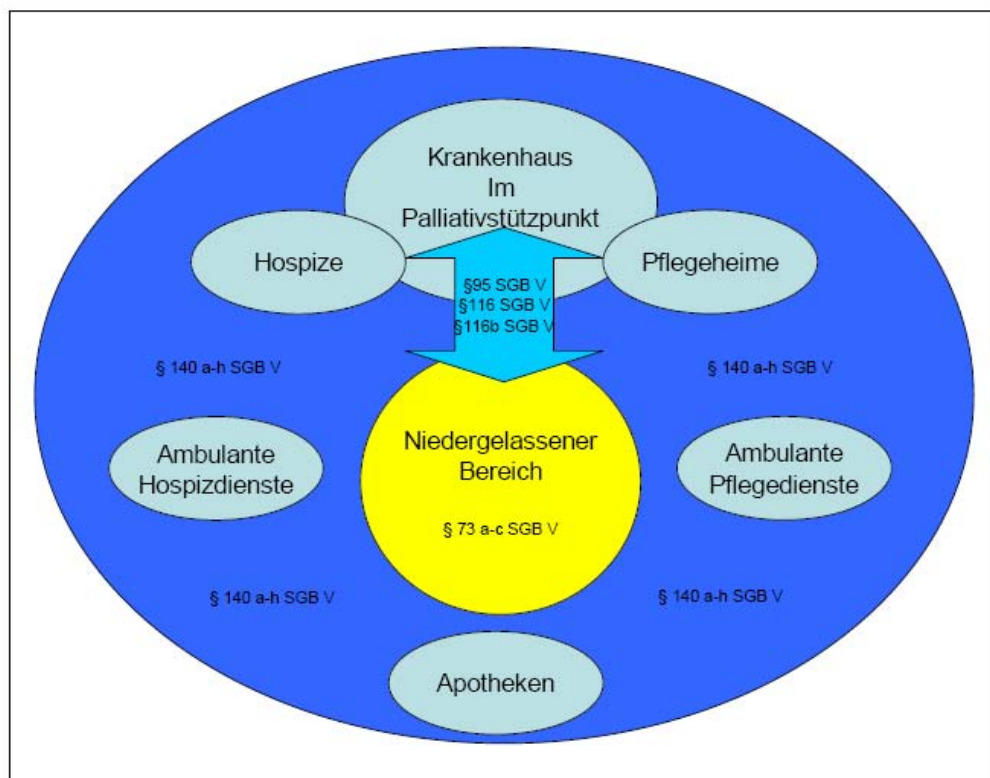 Krankenhaus
Im
Palliativstützpunkt
Hospize
Pflegeheime
§95 SGB V
§116 SGB V
§116b SGB V
§ 140 a-h SGB V
§ 140 a-h SGB V
Niedergelassener
Bereich
§ 73 a-c SGB V
Ambulante
Hospizdienste
Ambulante
Pflegedienste
§ 140 a-h SGB V
§ 140 a-h SGB V
Apotheken